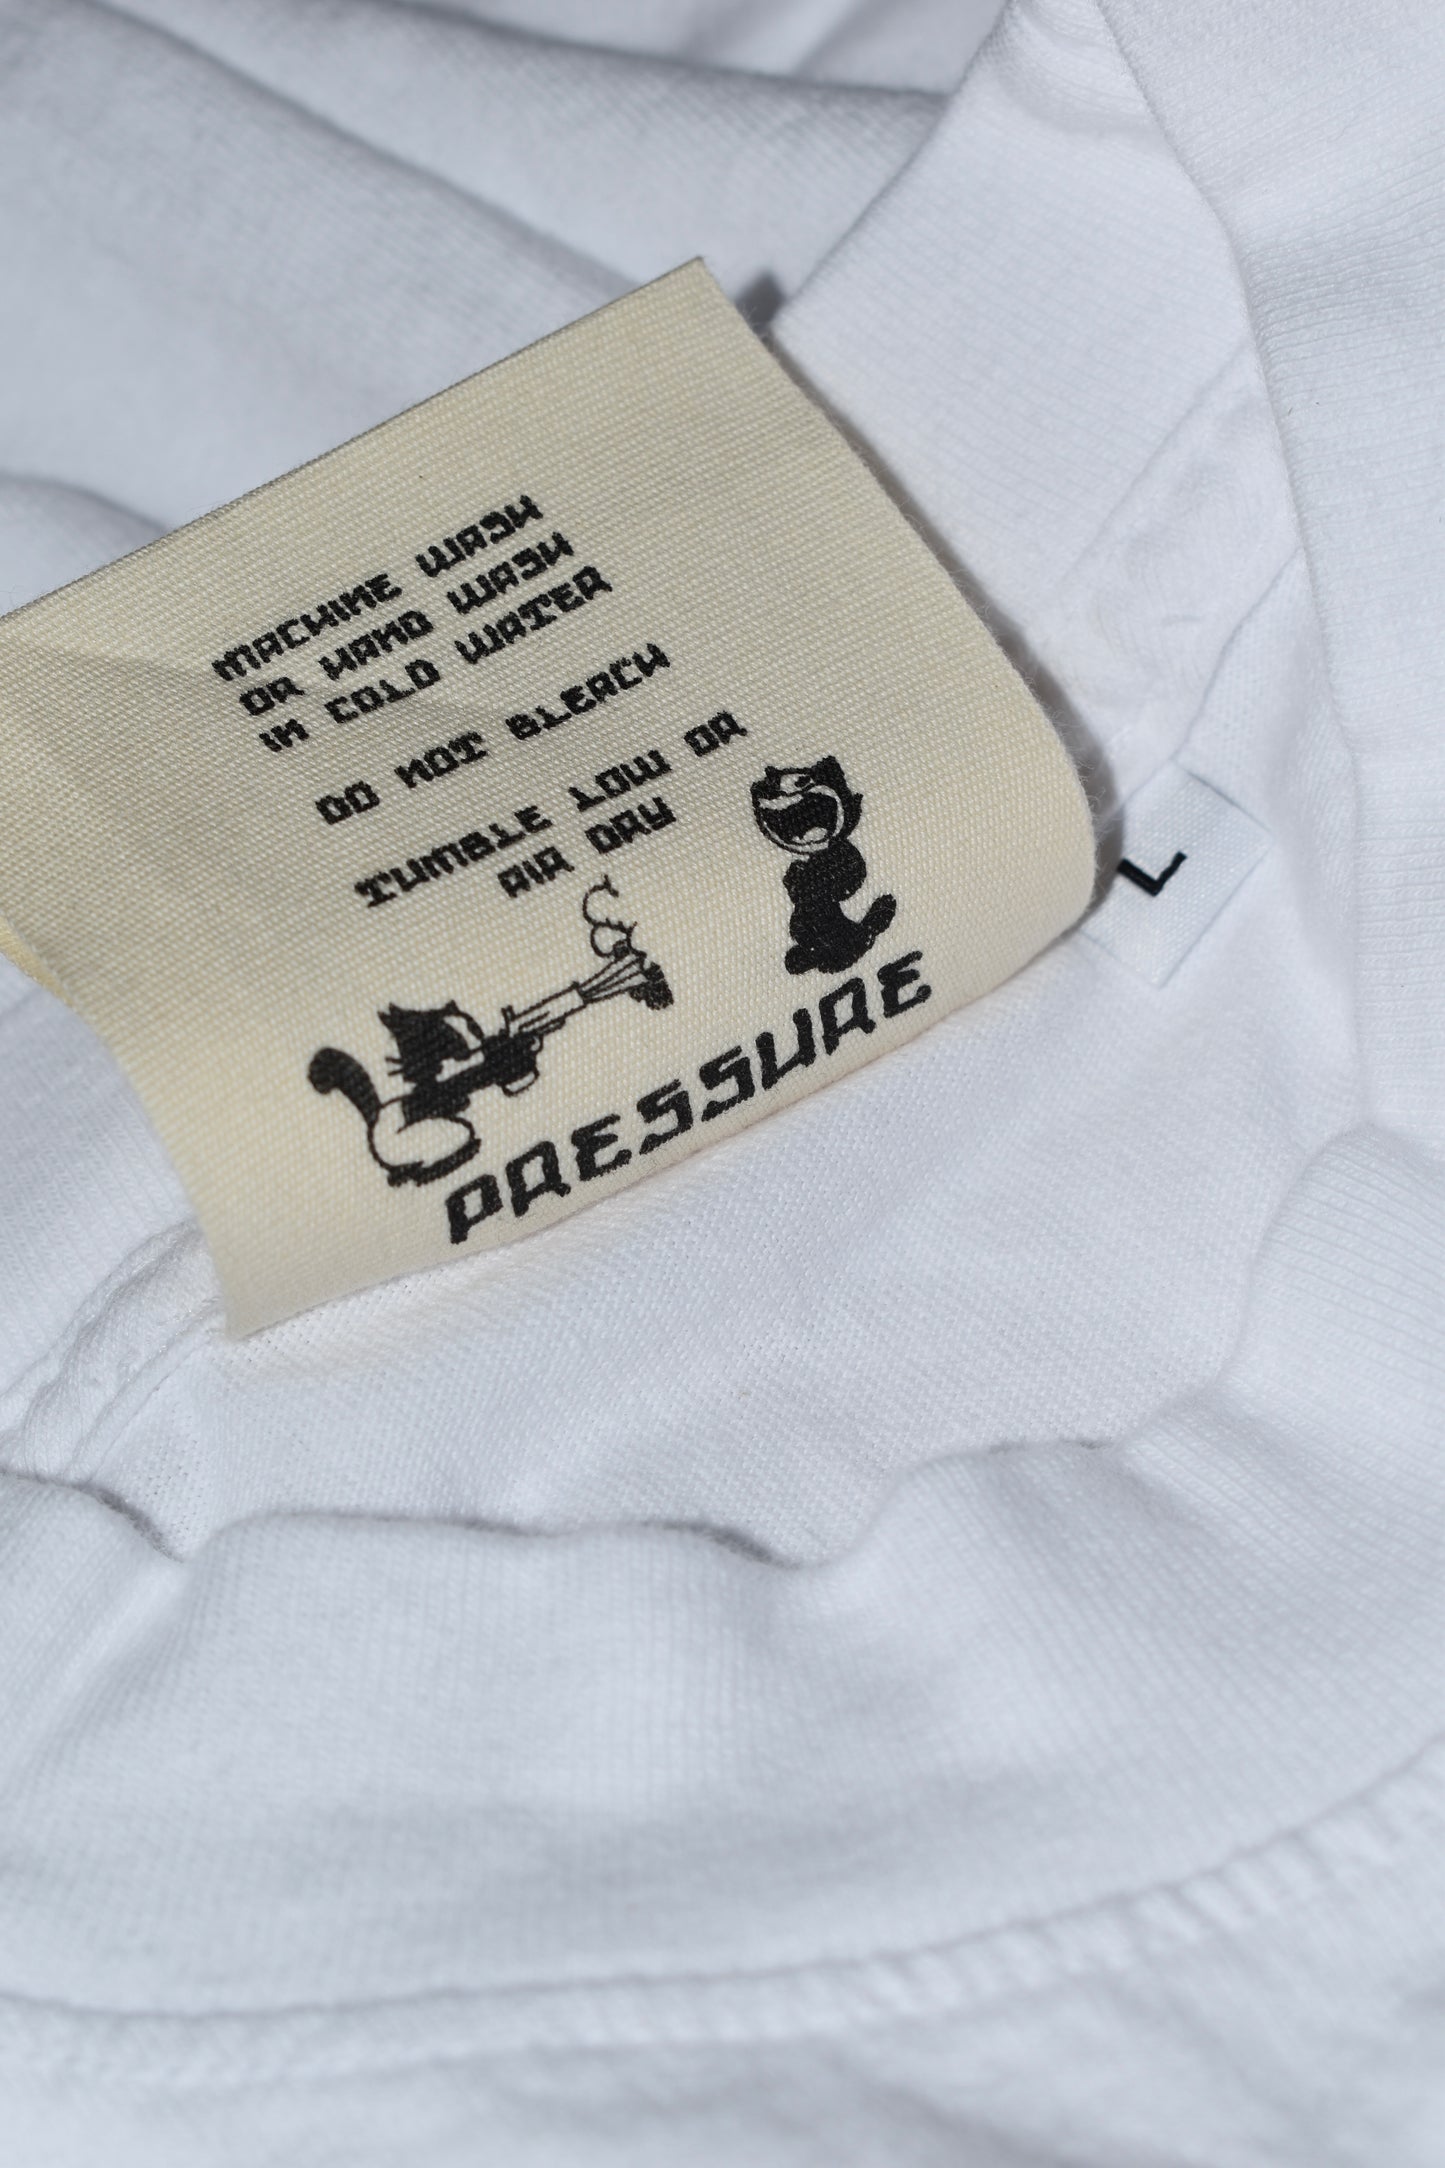 MACHINE WASH
OR HAND WASH
IN COLD WATER
DO NOT BLEACH
TUMBLE LOW OR
AIR DRY
PRESSURE
L